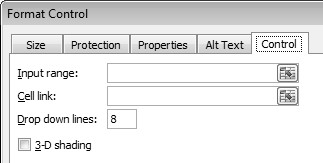 Format Control
Size Protection Properties Alt Text Control
Input range:
Cell link:
Drop down lines: 8
3-D shading